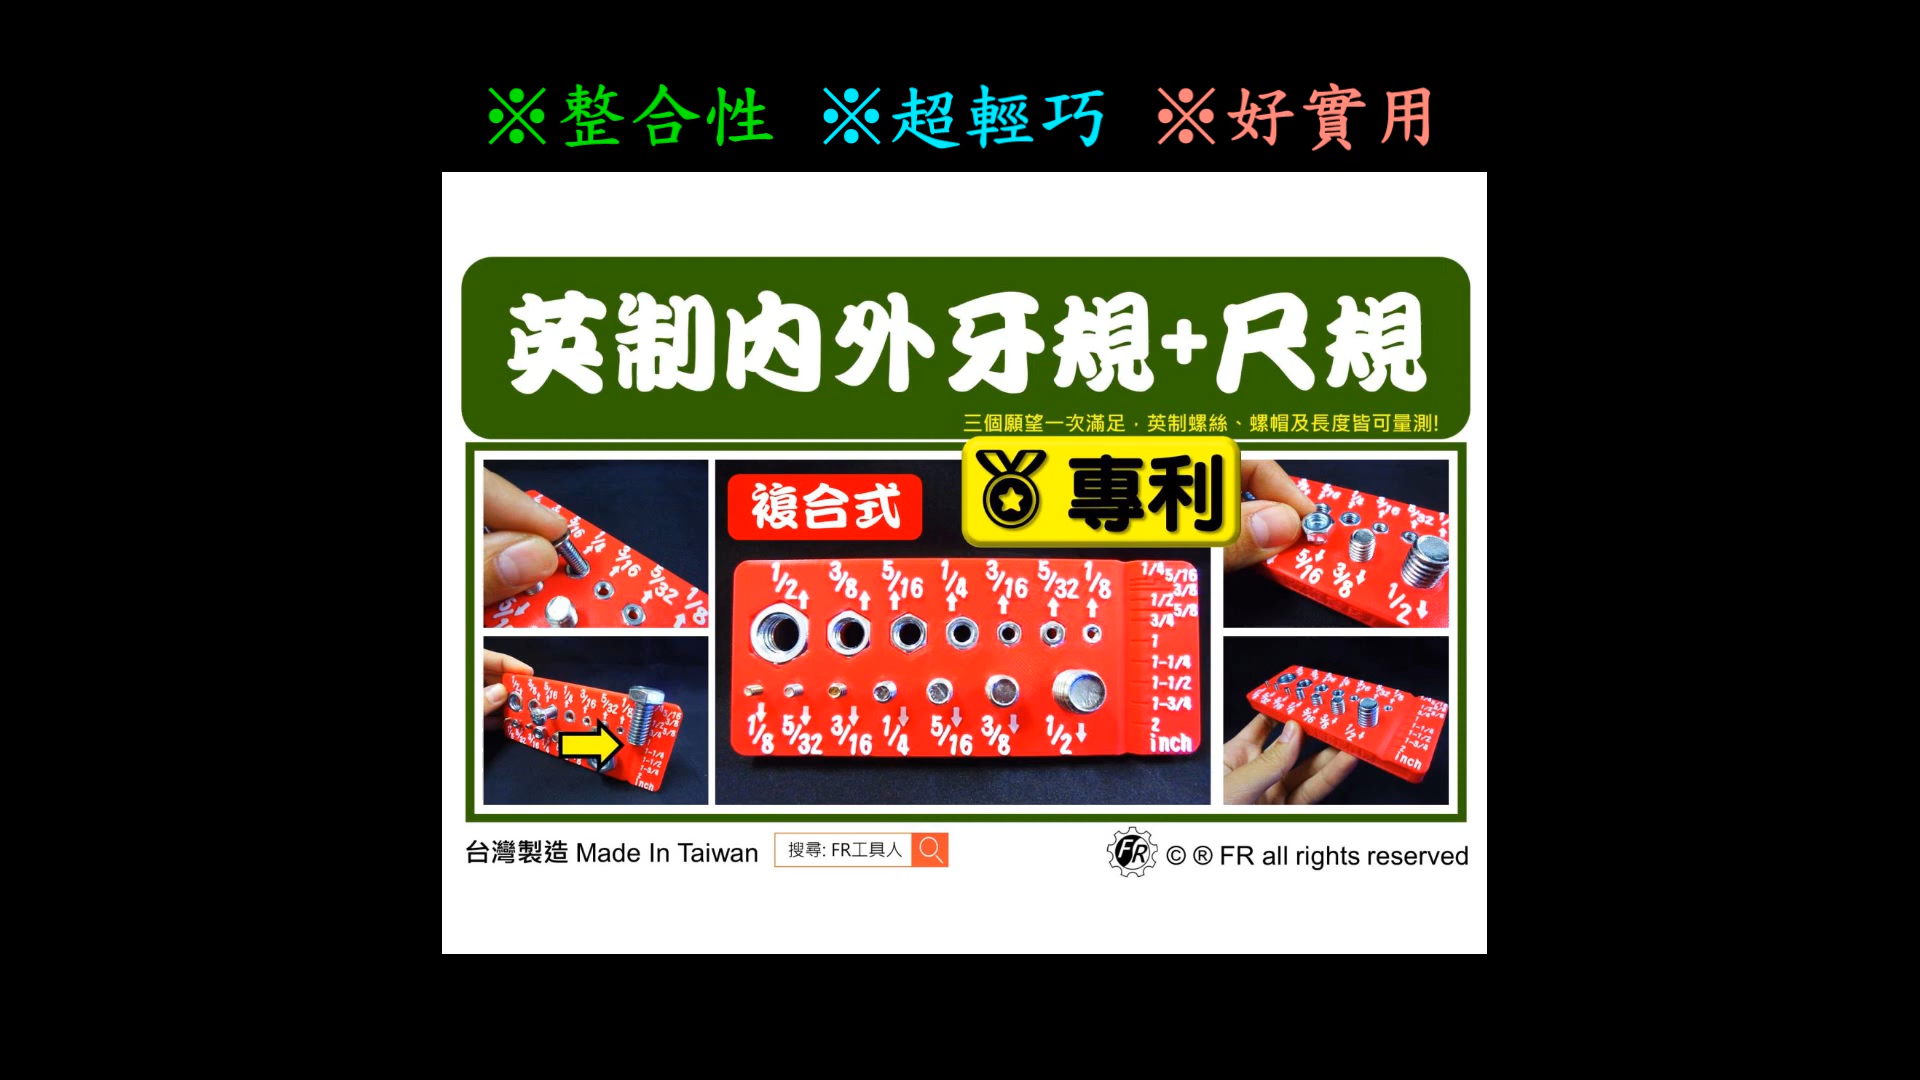 ※整合性 ※超輕巧 ※好實用
英制內外牙規+尺規
三個願望一次滿足，英制螺絲、螺帽及長度皆可量測!
專利
複合式
1/2 3/8 5/16 1/4 3/16 5/32 1/8
1/8 5/32 3/16 1/4 5/16 3/8 1/2
1/4 5/16
3/8
1/2
5/8
3/4
1
1-1/4
1-1/2
1-3/4
2
inch
5/16 3/8 1/2
台灣製造 Made In Taiwan
搜尋: FR工具人
FR © ® FR all rights reserved